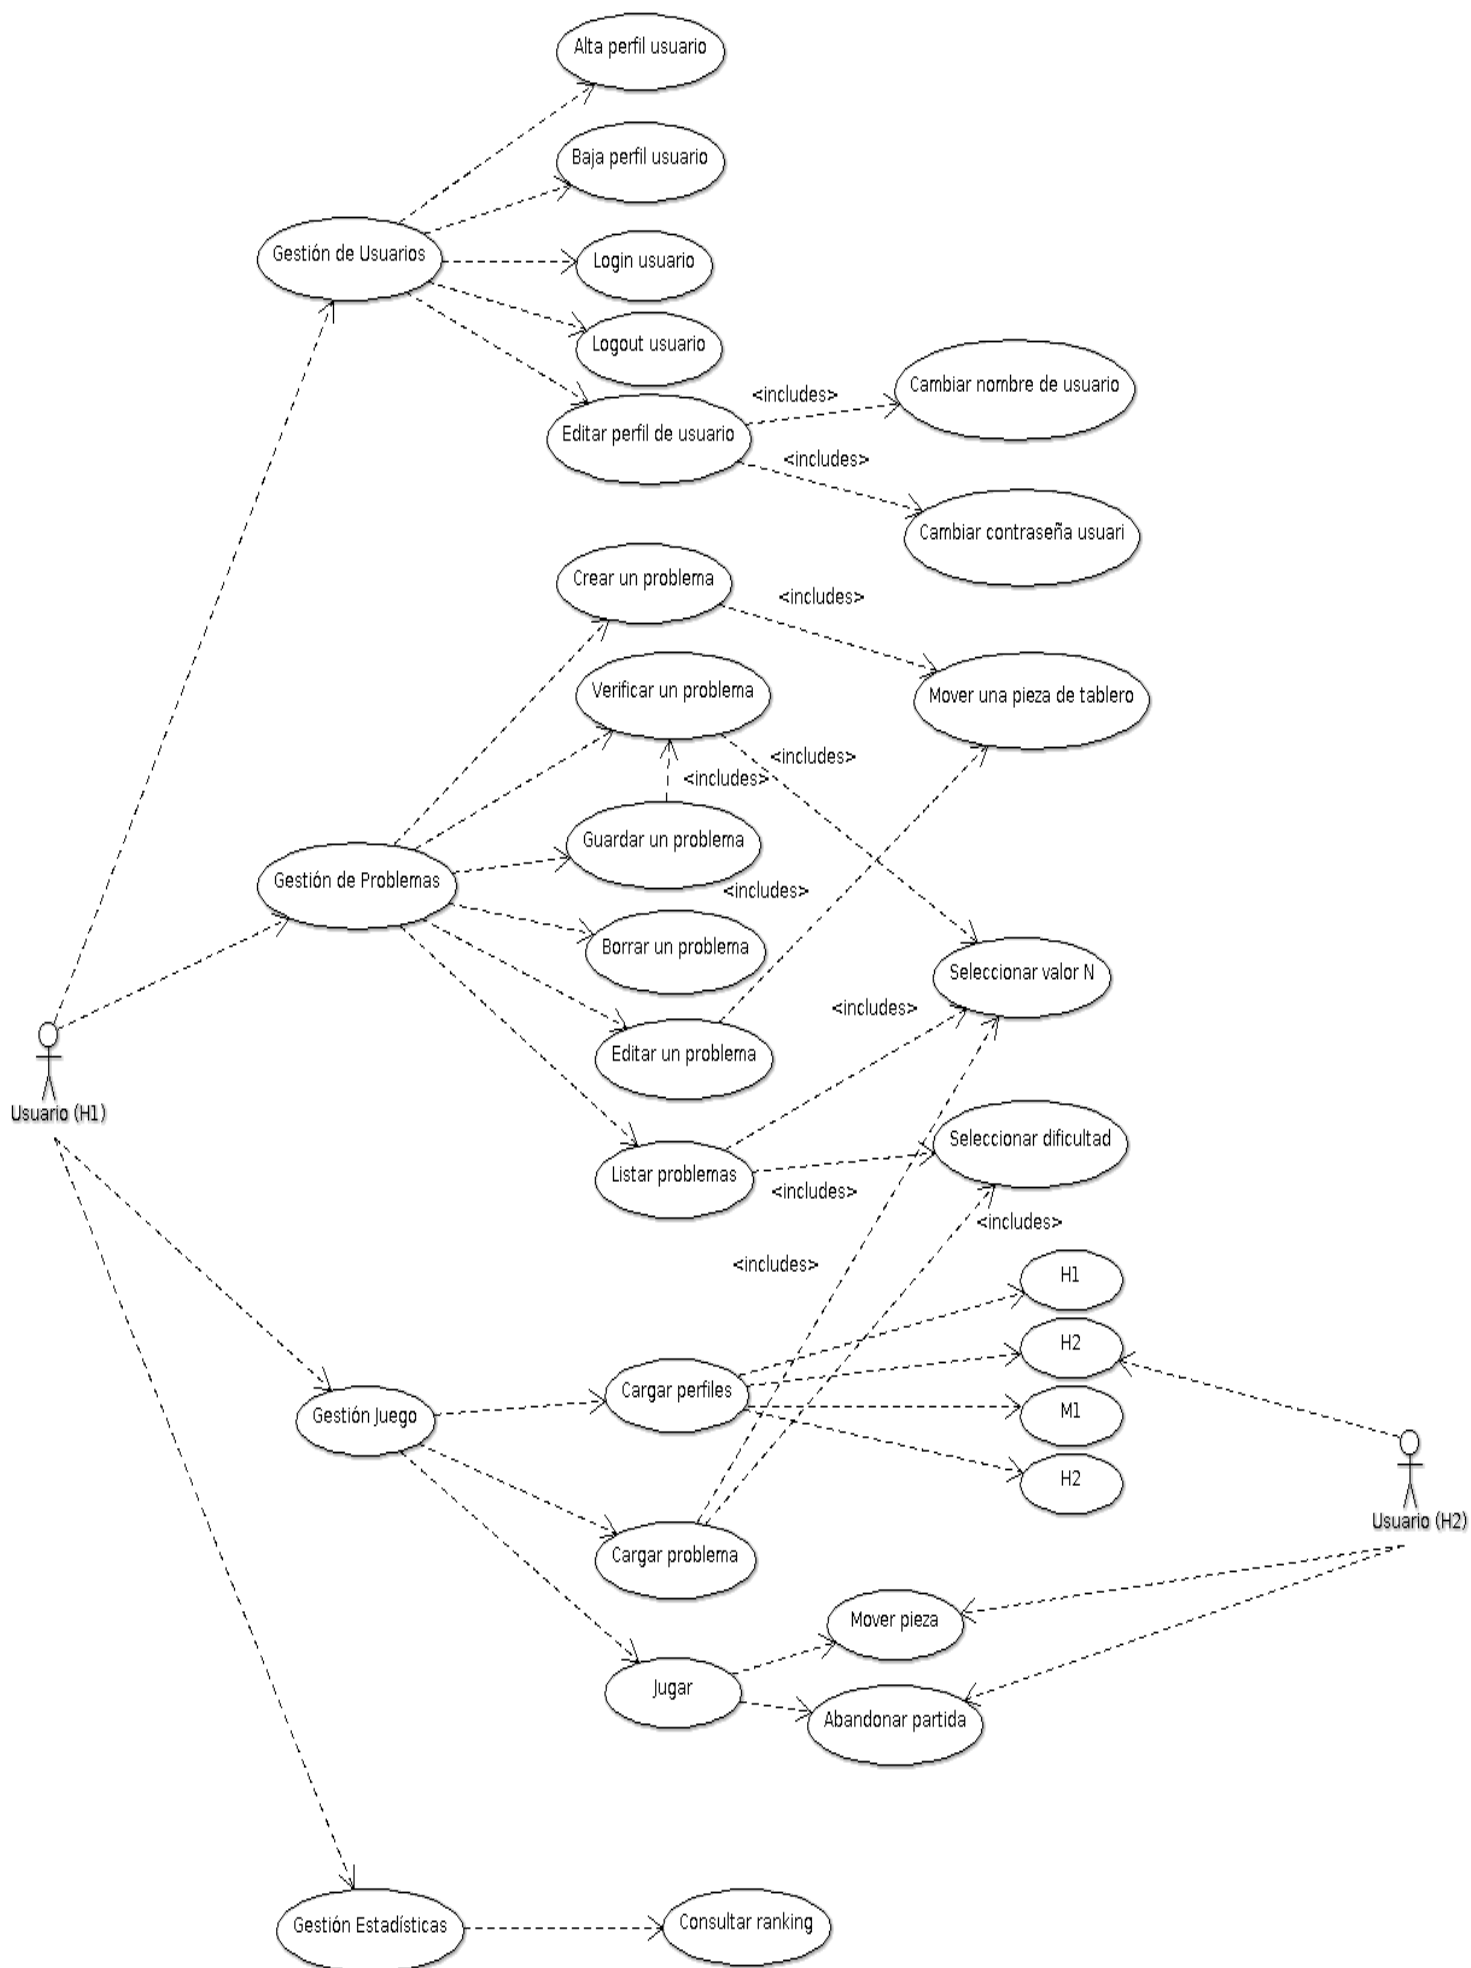 Alta perfil usuario
Baja perfil usuario
Gestión de Usuarios
Login usuario
Logout usuario
Cambiar nombre de usuario
<includes>
Editar perfil de usuario
<includes>
Cambiar contraseña usuari
Crear un problema
<includes>
Verificar un problema
Mover una pieza de tablero
<includes>
<includes>
Guardar un problema
Gestión de Problemas
<includes>
Borrar un problema
Seleccionar valor N
<includes>
Editar un problema
Usuario (H1)
Seleccionar dificultad
Listar problemas
<includes>
<includes>
<includes>
H1
H2
Cargar perfiles
M1
Gestión Juego
H2
Usuario (H2)
Cargar problema
Mover pieza
Jugar
Abandonar partida
Gestión Estadísticas
Consultar ranking